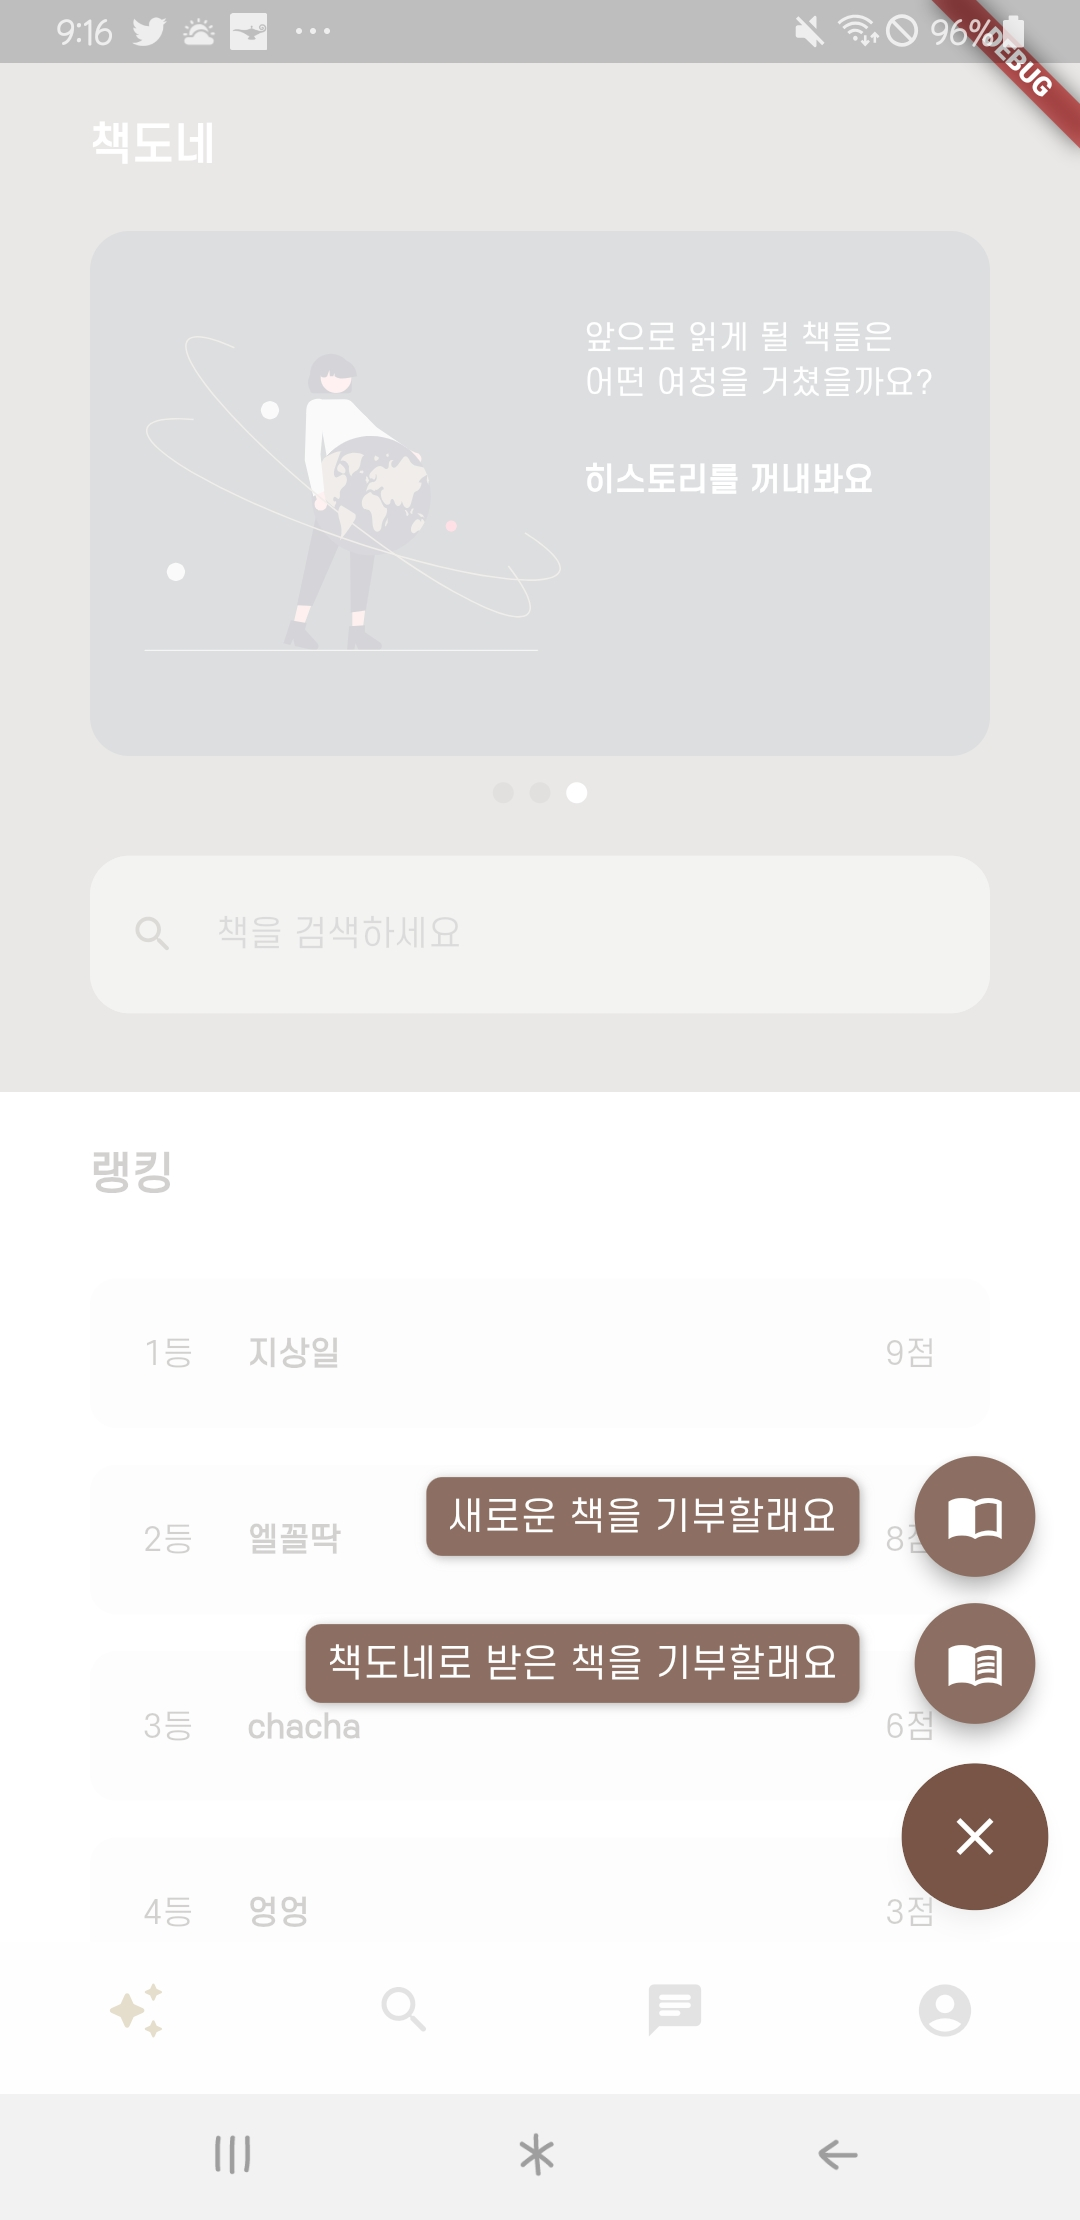 9:16
96%
DEBUG
책도네
앞으로 읽게 될 책들은
어떤 여정을 거쳤을까요?
히스토리를 꺼내봐요
책을 검색하세요
랭킹
1등 지상일 9점
2등 엘꼴딱 8점
새로운 책을 기부할래요
책도네로 받은 책을 기부할래요
3등 chacha 6점
4등 엉엉 3점